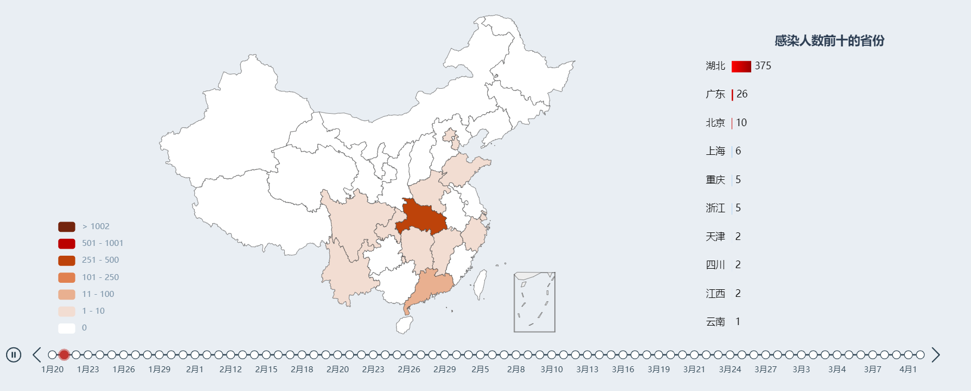 感染人数前十的省份
湖北 375
广东 26
北京 10
上海 6
重庆 5
浙江 5
天津 2
四川 2
江西 2
云南 1
> 1002
501 - 1001
251 - 500
101 - 250
11 - 100
1 - 10
0
1月20 1月23 1月26 1月29 2月12 2月15 2月18 2月20 2月23 2月26 2月29 2月5 2月8 3月10 3月13 3月16 3月19 3月21 3月24 3月27 3月4 3月7 4月1